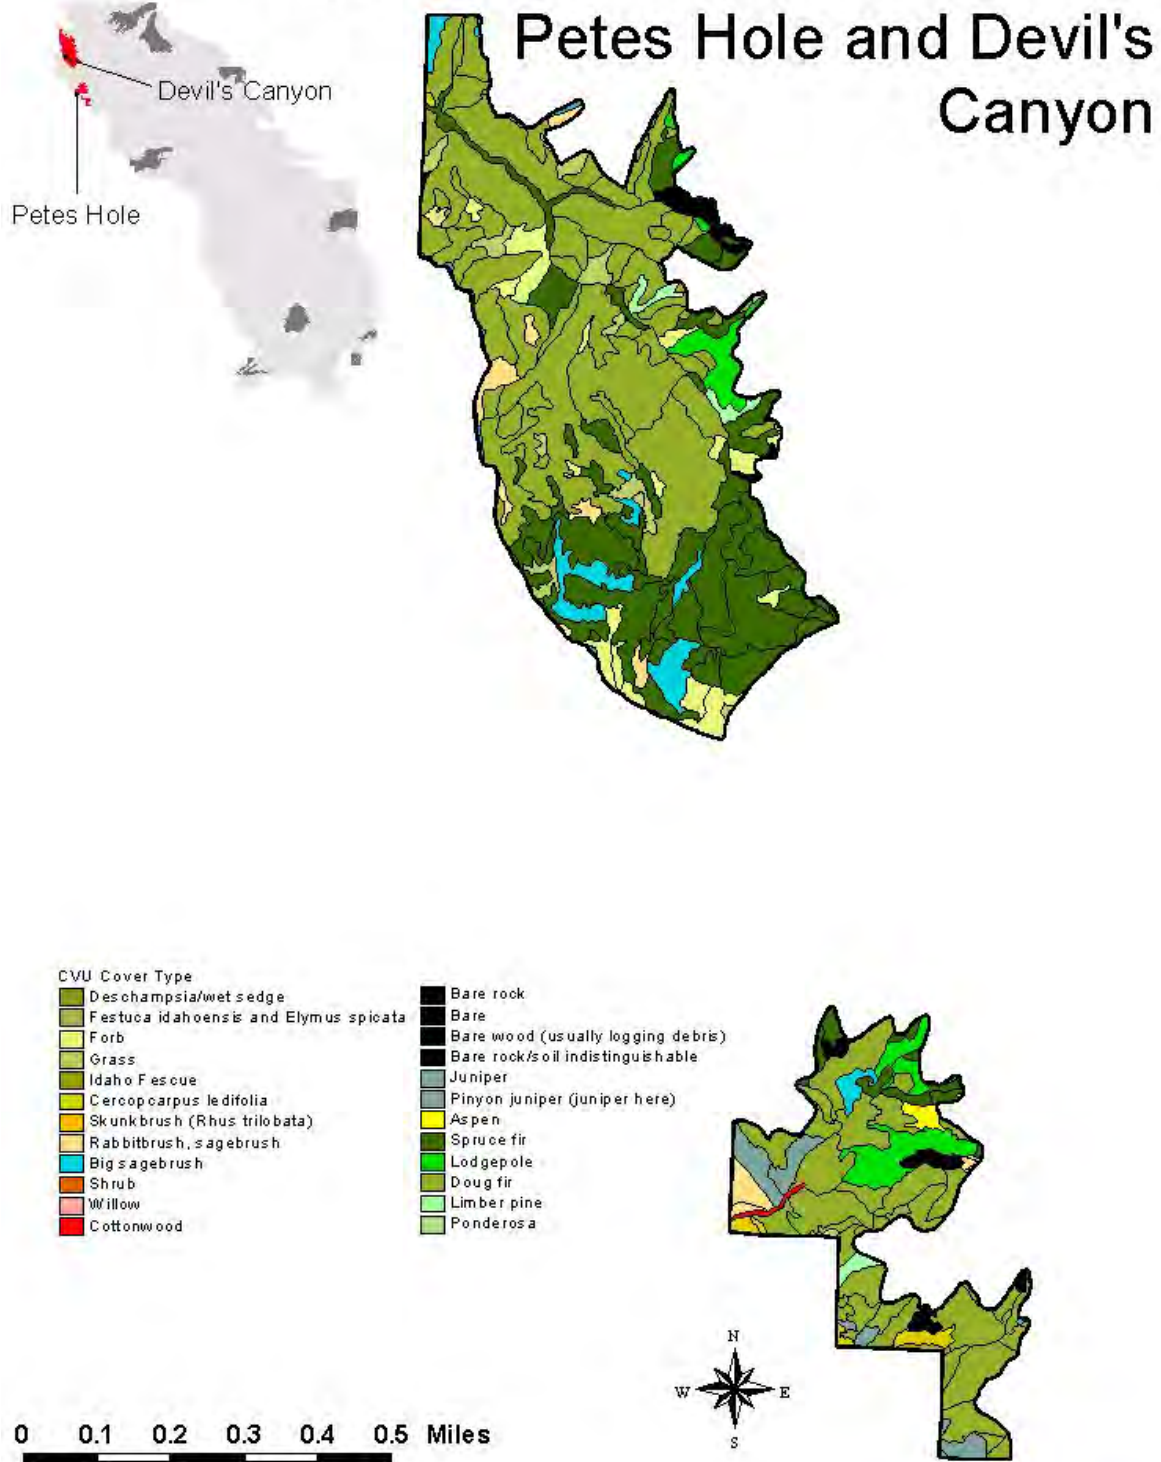 Petes Hole and Devil's
Canyon
Devil's Canyon
Petes Hole
CVU Cover Type
Deschampsia/wet sedge
Festuca idahoensis and Elymus spicata
Forb
Grass
Idaho Fescue
Cercopcarpus ledifolia
Skunkbrush (Rhus trilobata)
Rabbitbrush, sagebrush
Big sagebrush
Shrub
Willow
Cottonwood
Bare rock
Bare
Bare wood (usually logging debris)
Bare rock/soil indistinguishable
Juniper
Pinyon juniper (juniper here)
Aspen
Spruce fir
Lodgepole
Doug fir
Limber pine
Ponderosa
N
W E
S
0 0.1 0.2 0.3 0.4 0.5 Miles